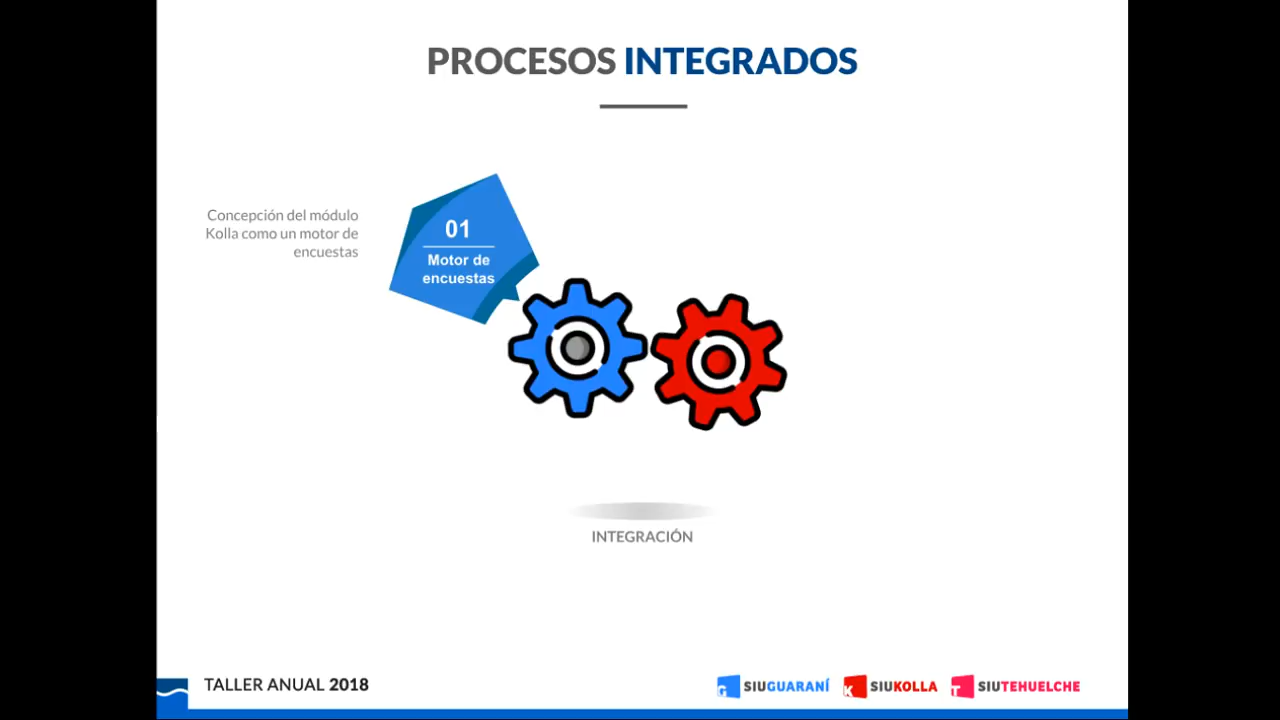 PROCESOS INTEGRADOS
Concepción del módulo
Kolla como un motor de
encuestas
01
Motor de
encuestas
INTEGRACIÓN
TALLER ANUAL 2018
G SIUGUARANÍ
K SIUKOLLA
T SIUTEHUELCHE